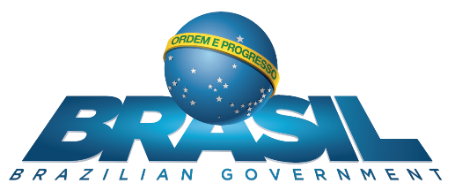 ORDEM E PROGRESSO
BRASIL
BRAZILIAN GOVERNMENT